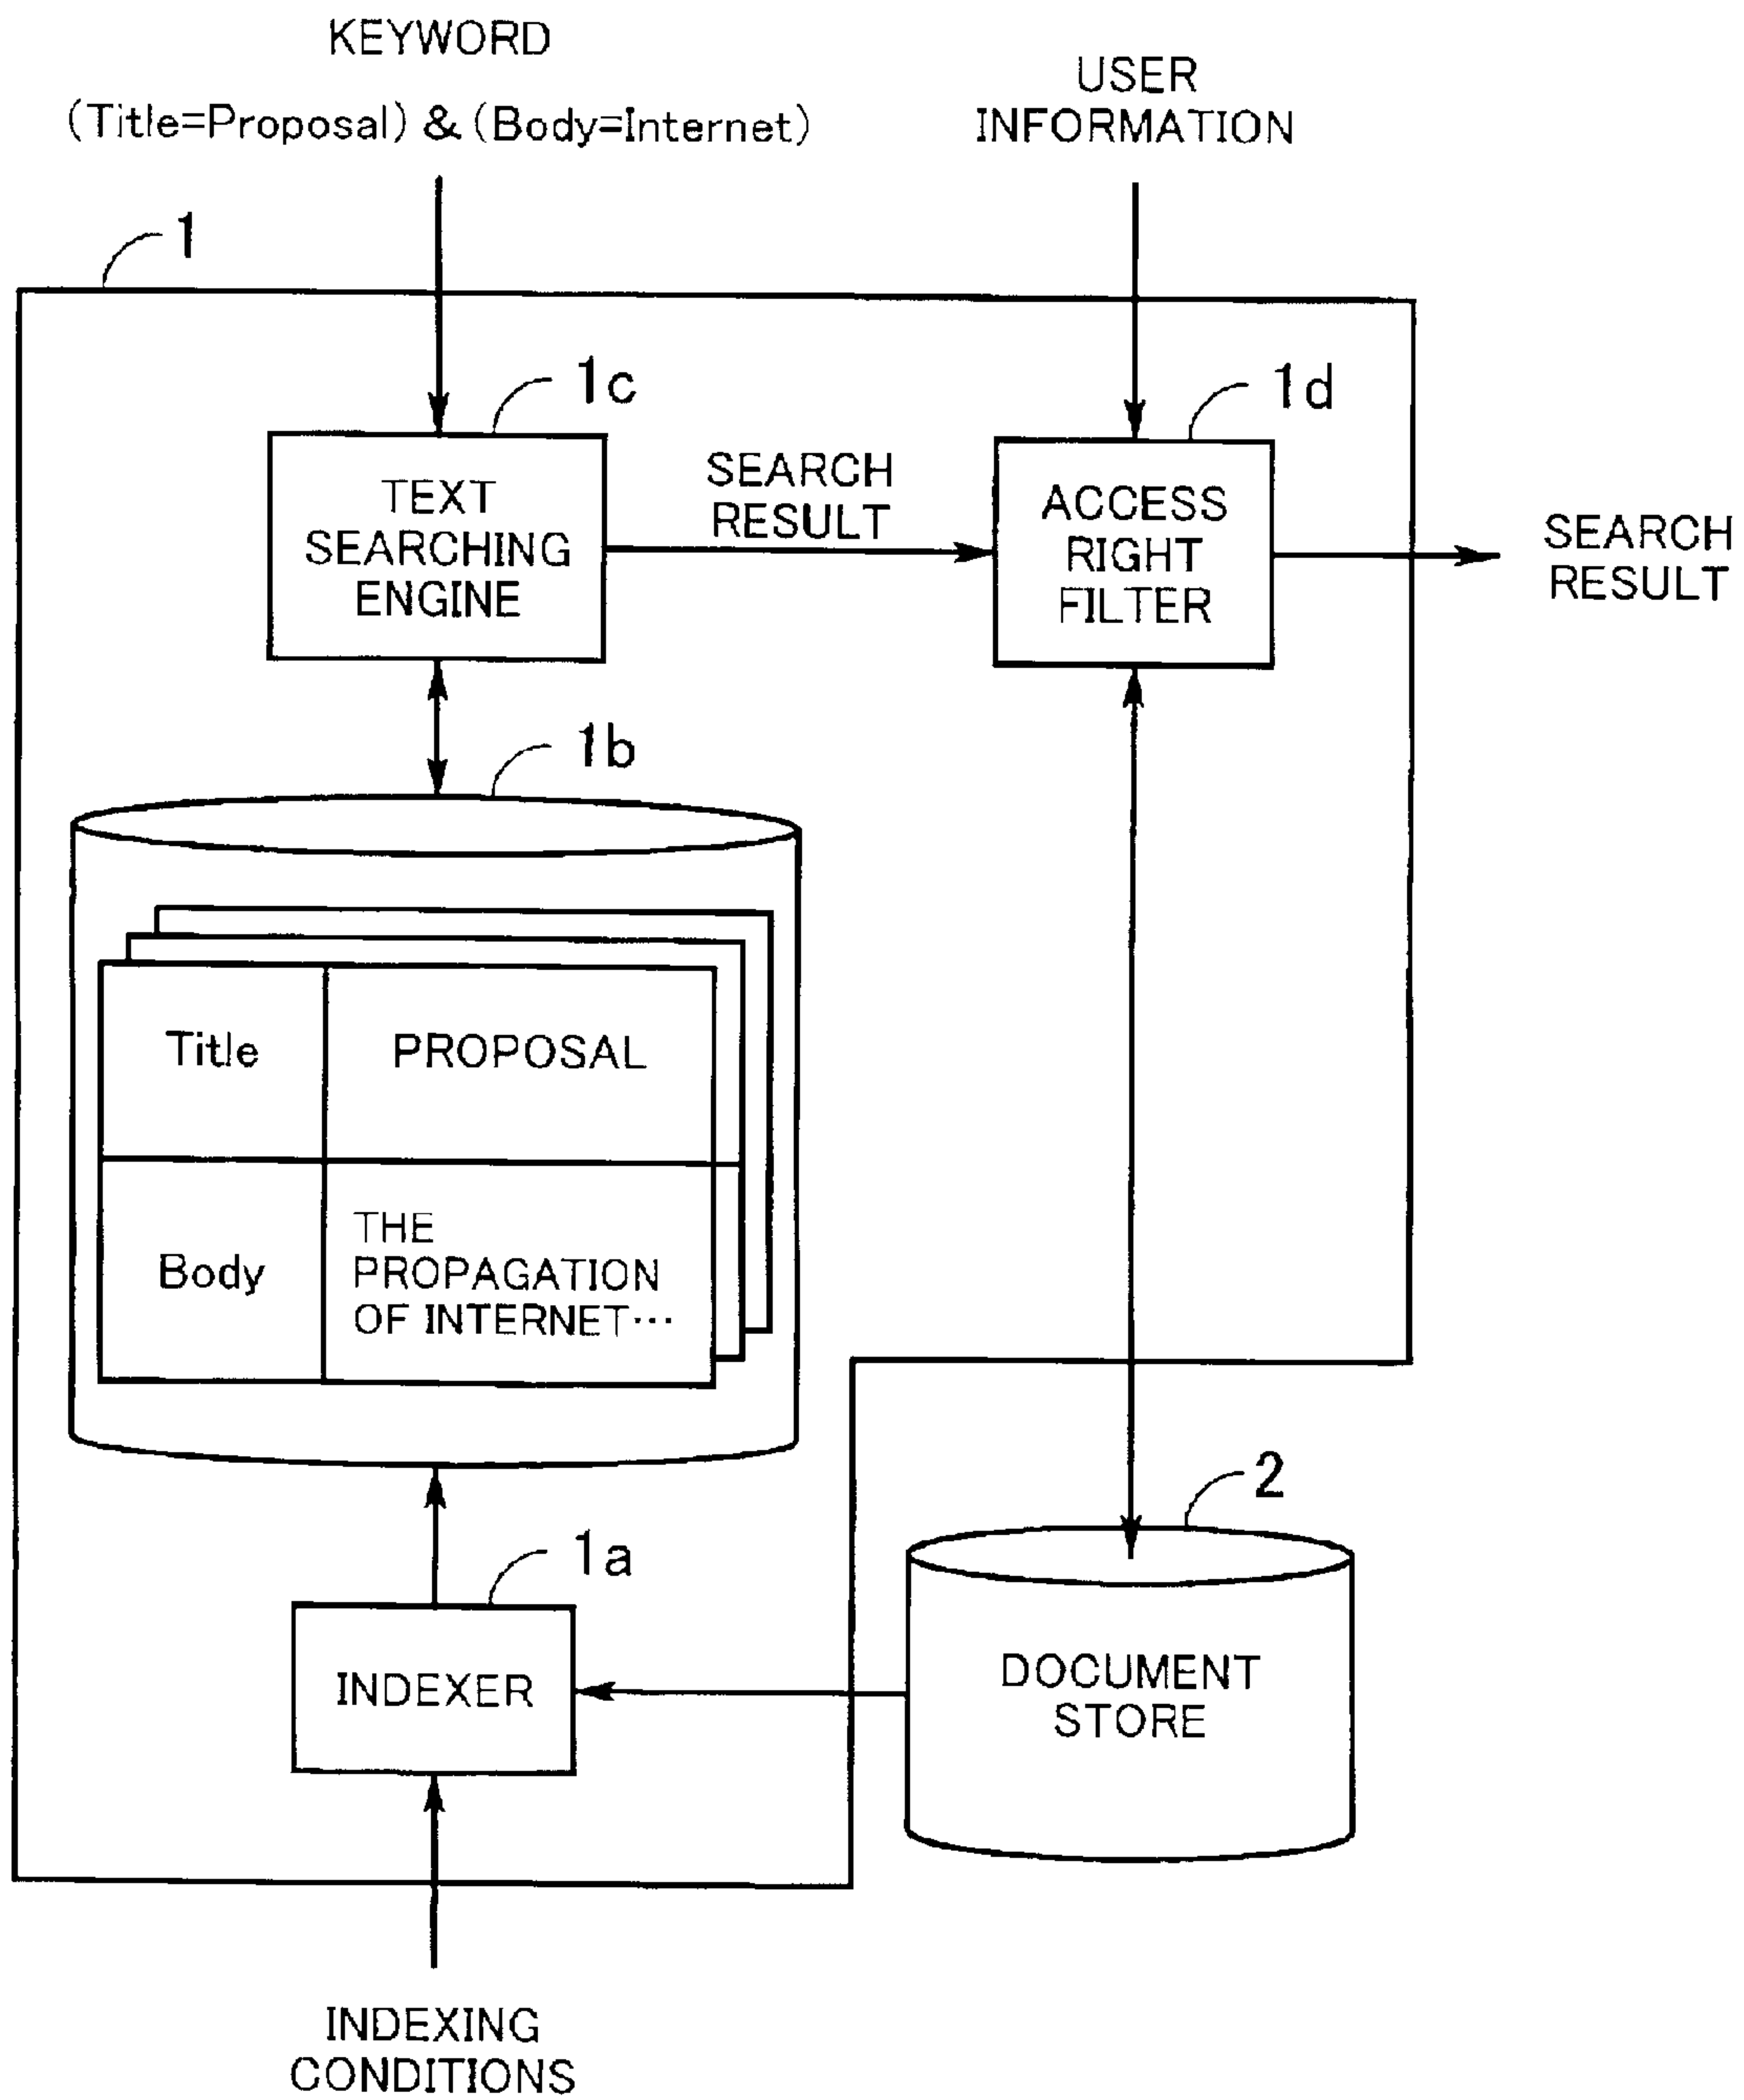 KEYWORD
(Title=Proposal) & (Body=Internet)
USER
INFORMATION
1
1c
1d
TEXT
SEARCHING
ENGINE
SEARCH
RESULT
ACCESS
RIGHT
FILTER
SEARCH
RESULT
1b
Title
PROPOSAL
Body
THE
PROPAGATION
OF INTERNET···
2
1a
INDEXER
DOCUMENT
STORE
INDEXING
CONDITIONS